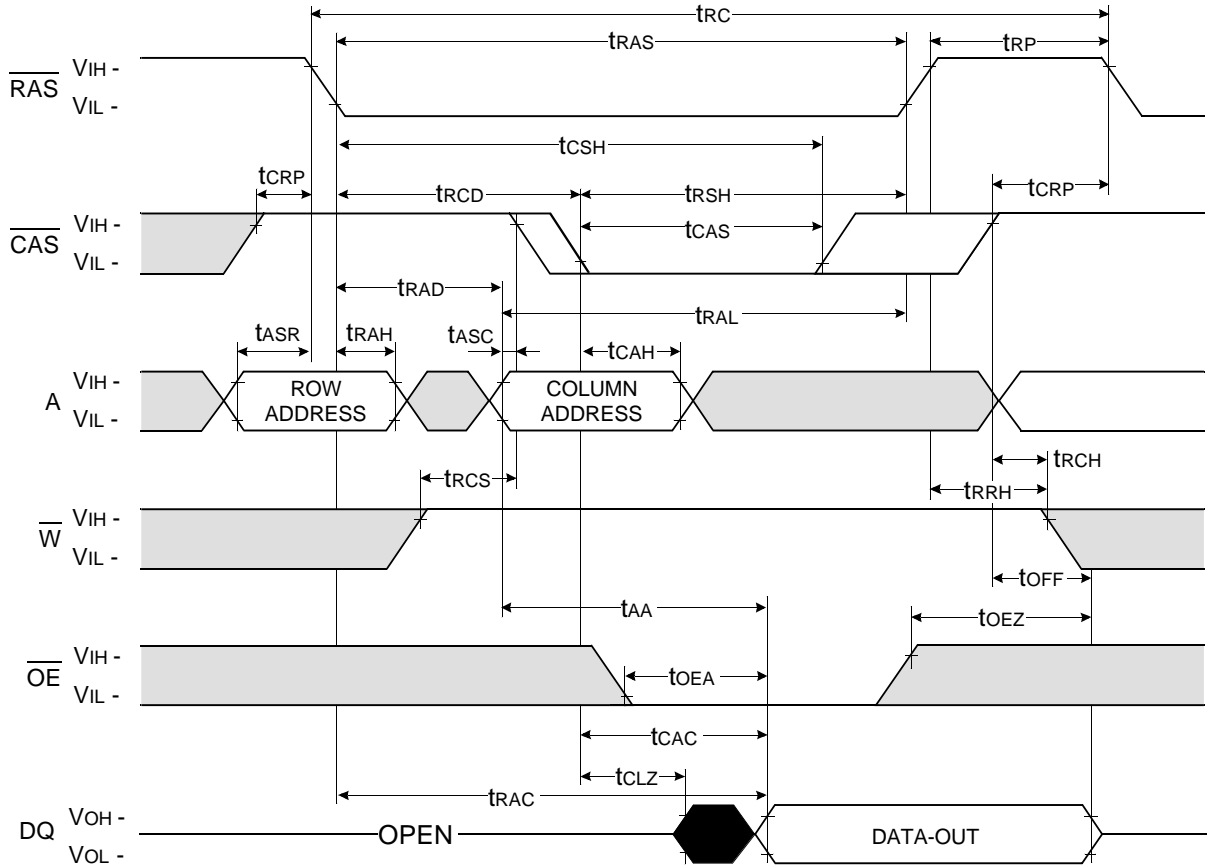 tRC
tRAS
tRP
RAS
VIH -
VIL -
tCSH
tCRP
tRCD
tRSH
tCRP
CAS
VIH -
VIL -
tCAS
tRAD
tRAL
tASR
tRAH
tASC
tCAH
A
VIH -
VIL -
ROW
ADDRESS
COLUMN
ADDRESS
tRCH
tRCS
tRRH
W
VIH -
VIL -
tOFF
tAA
tOEZ
OE
VIH -
VIL -
tOEA
tCAC
tCLZ
tRAC
DQ
VOH -
VOL -
OPEN
DATA-OUT